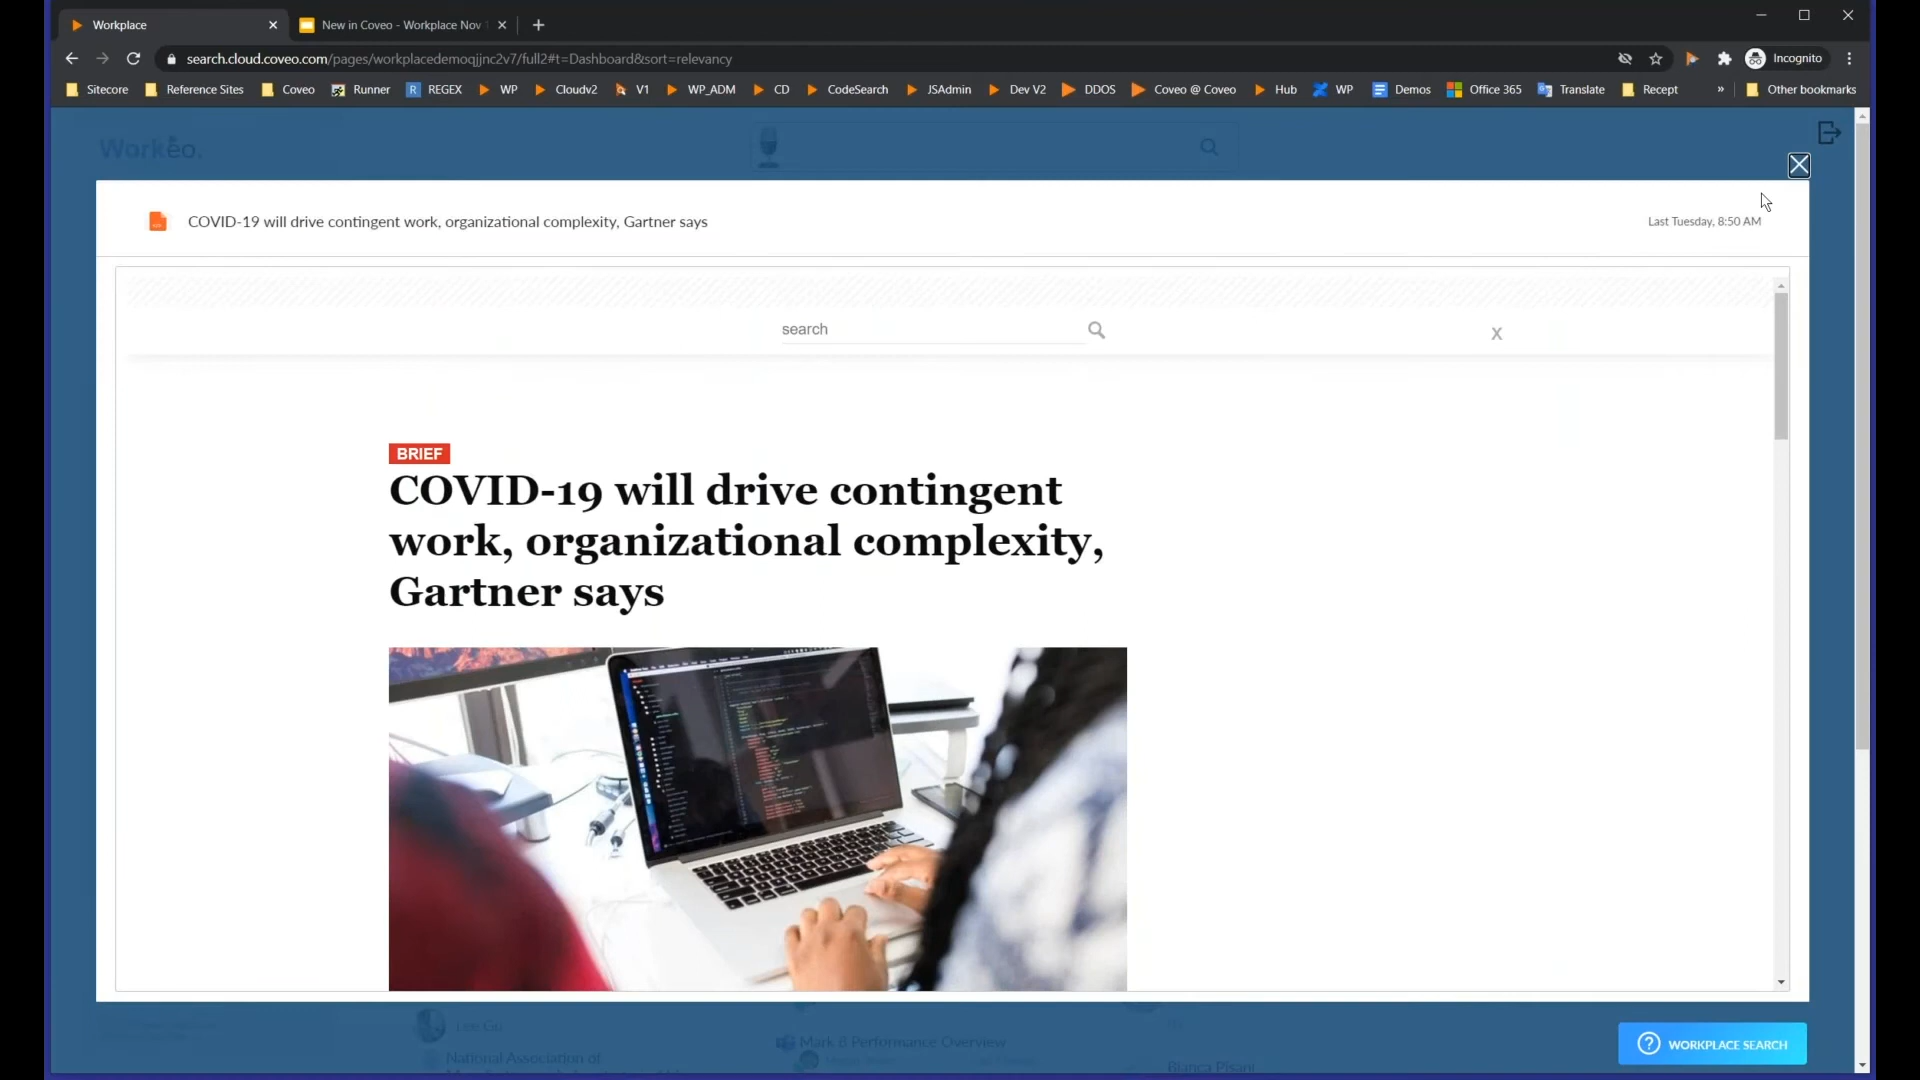 Workplace
New in Coveo - Workplace Nov
search.cloud.coveo.com/pages/workplacedemoqjjnc2v7/full2#t=Dashboard&sort=relevancy
Incognito
Sitecore
Reference Sites
Coveo
Runner
REGEX
WP
Cloudv2
V1
WP_ADM
CD
CodeSearch
JSAdmin
Dev V2
DDOS
Coveo @ Coveo
Hub
WP
Demos
Office 365
Translate
Recept
»
Other bookmarks
Workeo.
COVID-19 will drive contingent work, organizational complexity, Gartner says
Last Tuesday, 8:50 AM
search
X
BRIEF
COVID-19 will drive contingent
work, organizational complexity,
Gartner says
Lee Gu
Mark 8 Performance Overview
National Association of
Bianca Pisani
WORKPLACE SEARCH